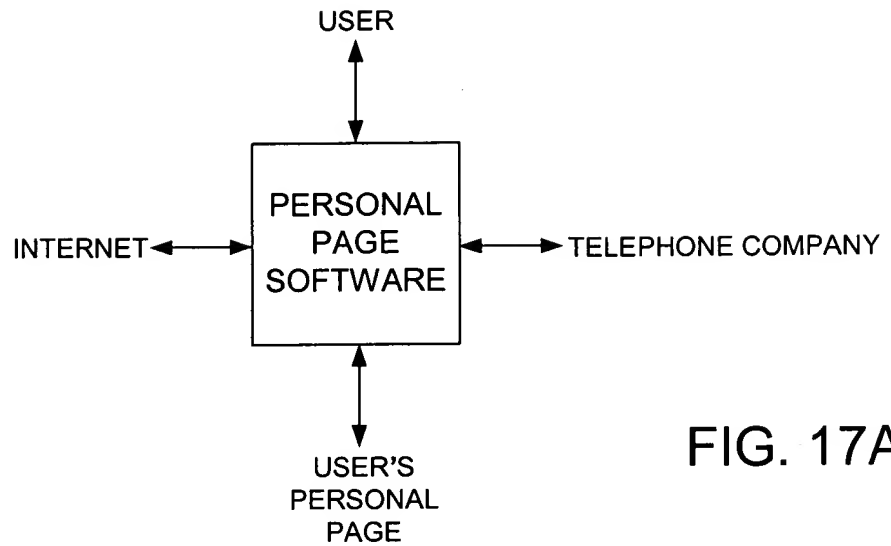 USER
PERSONAL
PAGE
SOFTWARE
INTERNET
TELEPHONE COMPANY
USER'S
PERSONAL
PAGE
FIG. 17A